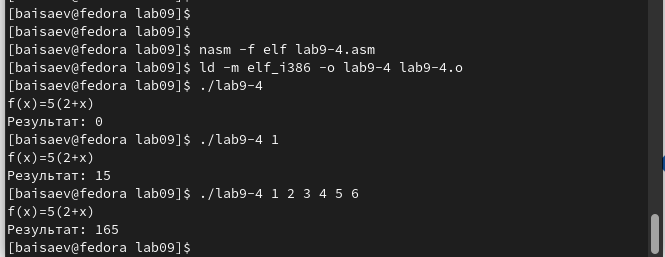 [baisaev@fedora lab09]$
[baisaev@fedora lab09]$
[baisaev@fedora lab09]$ nasm -f elf lab9-4.asm
[baisaev@fedora lab09]$ ld -m elf_i386 -o lab9-4 lab9-4.o
[baisaev@fedora lab09]$ ./lab9-4
f(x)=5(2+x)
Результат: 0
[baisaev@fedora lab09]$ ./lab9-4 1
f(x)=5(2+x)
Результат: 15
[baisaev@fedora lab09]$ ./lab9-4 1 2 3 4 5 6
f(x)=5(2+x)
Результат: 165
[baisaev@fedora lab09]$